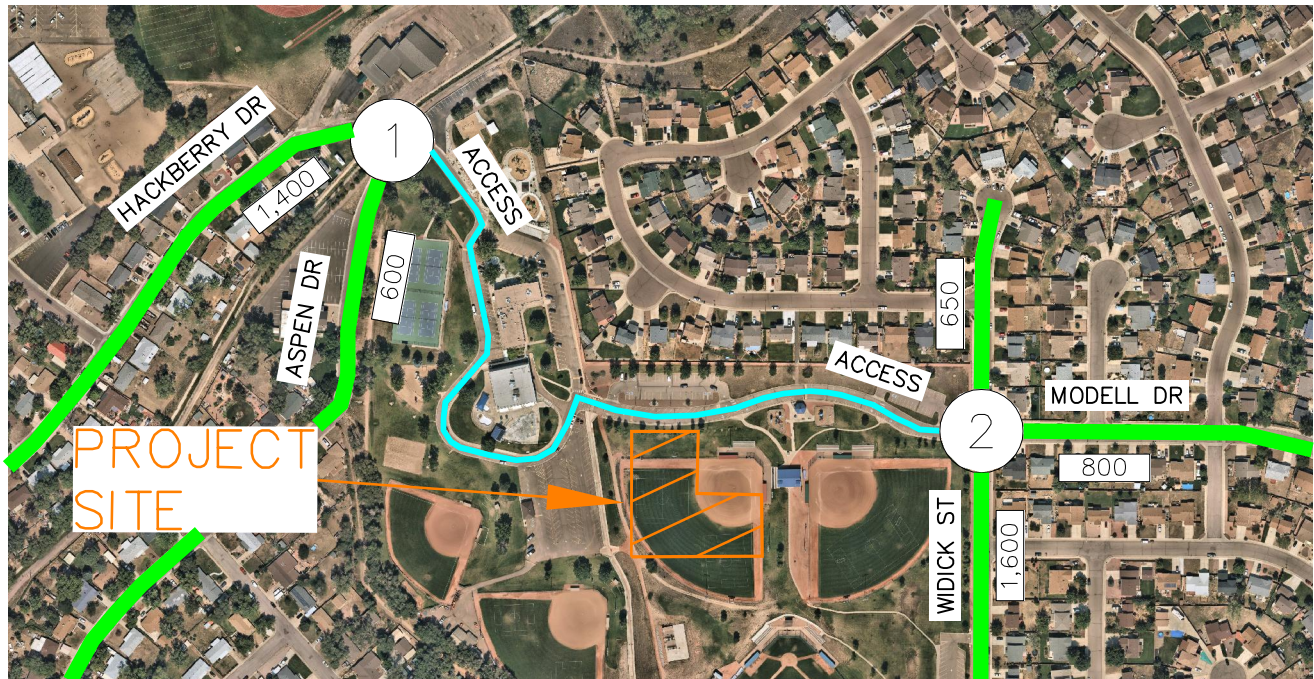 1
HACKBERRY DR
1,400
ACCESS
600
ASPEN DR
650
ACCESS
MODELL DR
2
PROJECT
SITE
800
WIDICK ST
1,600